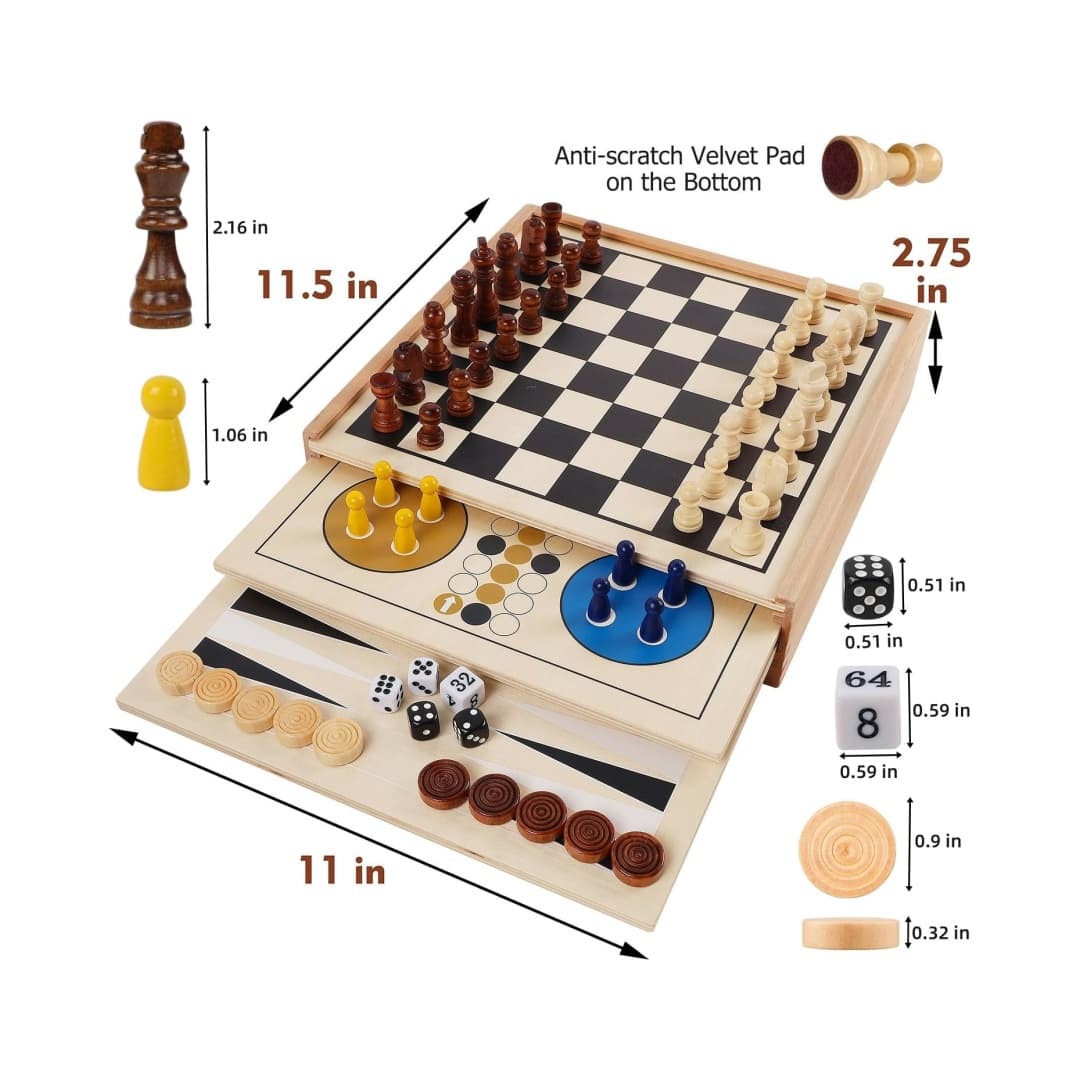 Anti-scratch Velvet Pad
on the Bottom
2.16 in
11.5 in
2.75
in
1.06 in
0.51 in
0.51 in
64
8
0.59 in
0.59 in
32
8
11 in
0.9 in
0.32 in